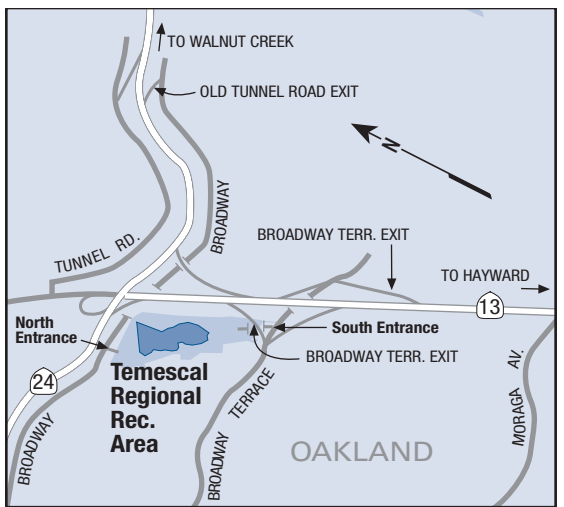 TO WALNUT CREEK
OLD TUNNEL ROAD EXIT
N
BROADWAY
TUNNEL RD.
BROADWAY TERR. EXIT
TO HAYWARD
13
North
Entrance
South Entrance
BROADWAY TERR. EXIT
24
Temescal
Regional
Rec.
Area
BROADWAY
BROADWAY TERRACE
MORAGA AV.
OAKLAND